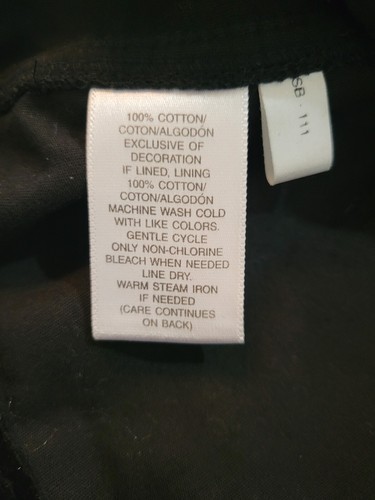 100% COTTON/
COTON/ALGODÓN
EXCLUSIVE OF
DECORATION
IF LINED, LINING
100% COTTON/
COTON/ALGODÓN
MACHINE WASH COLD
WITH LIKE COLORS.
GENTLE CYCLE
ONLY NON-CHLORINE
BLEACH WHEN NEEDED
LINE DRY.
WARM STEAM IRON
IF NEEDED
(CARE CONTINUES
ON BACK)
SB - 111